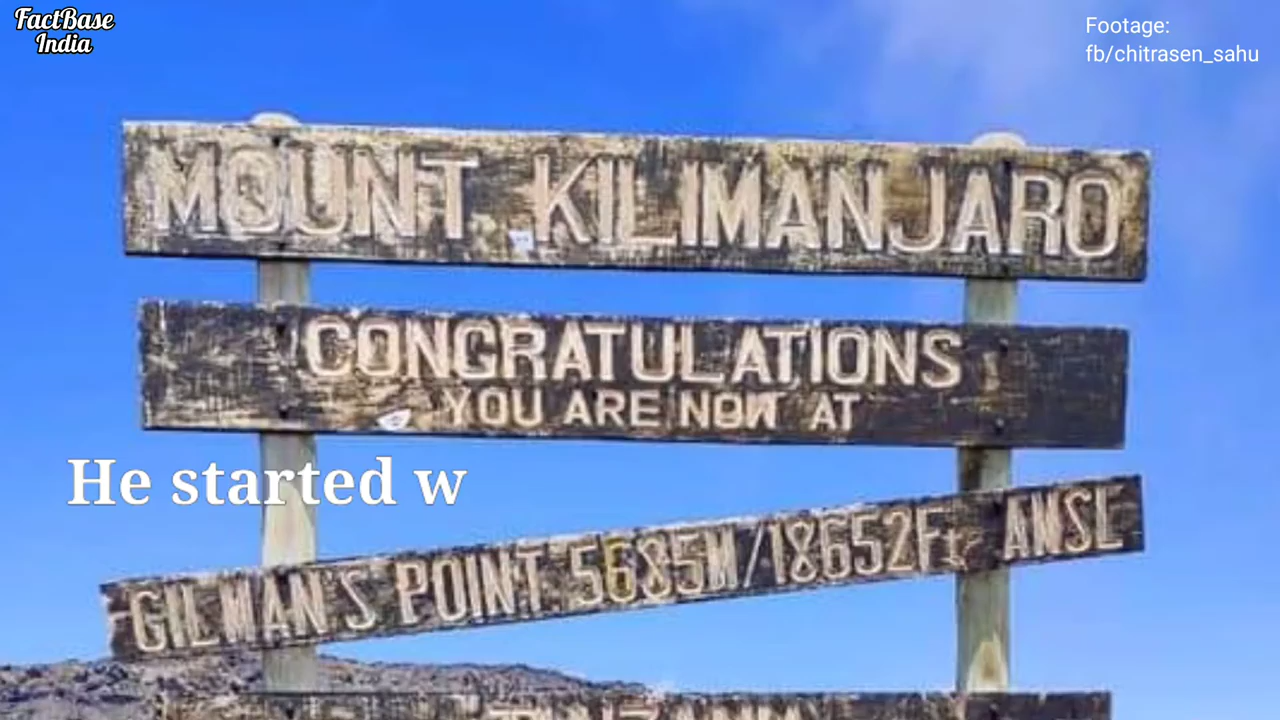 FactBase
India
Footage:
fb/chitrasen_sahu
MOUNT KILIMANJARO
CONGRATULATIONS
YOU ARE NOW AT
He started w
GILMAN'S POINT 5685M/18652Ft AMSL
TANZANIA